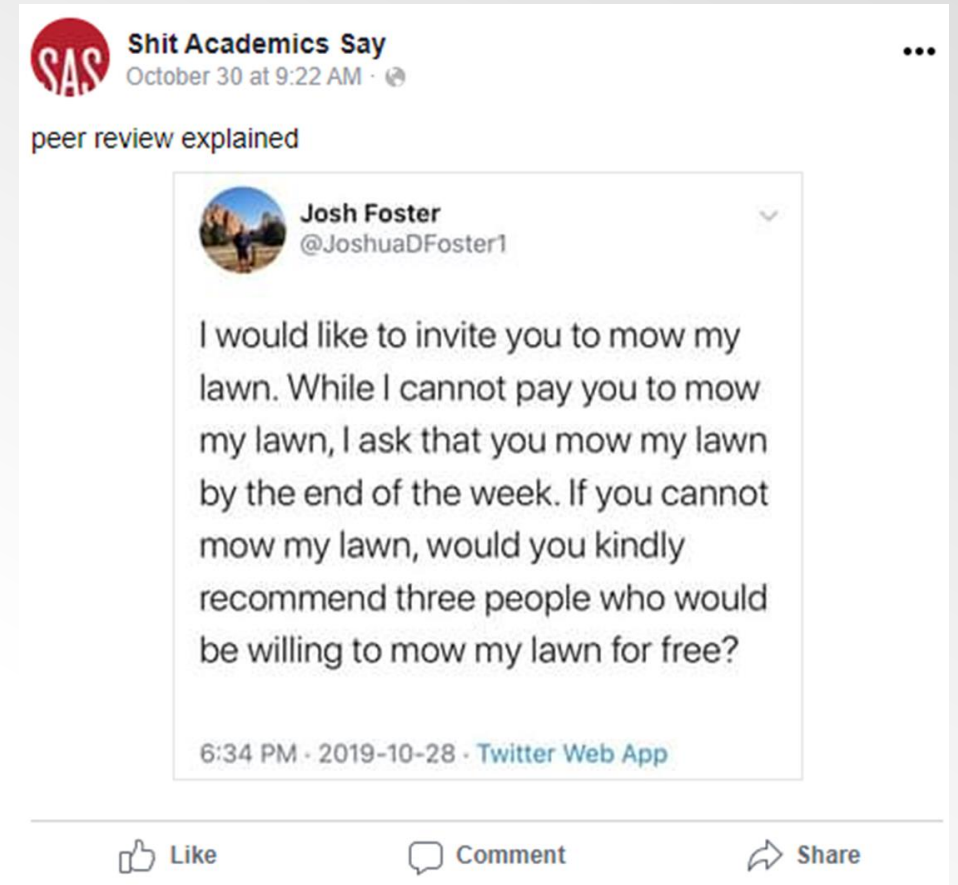 SAS
Shit Academics Say
October 30 at 9:22 AM ·
peer review explained
Josh Foster
@JoshuaDFoster1
I would like to invite you to mow my
lawn. While I cannot pay you to mow
my lawn, I ask that you mow my lawn
by the end of the week. If you cannot
mow my lawn, would you kindly
recommend three people who would
be willing to mow my lawn for free?
6:34 PM · 2019-10-28 · Twitter Web App
Like
Comment
Share